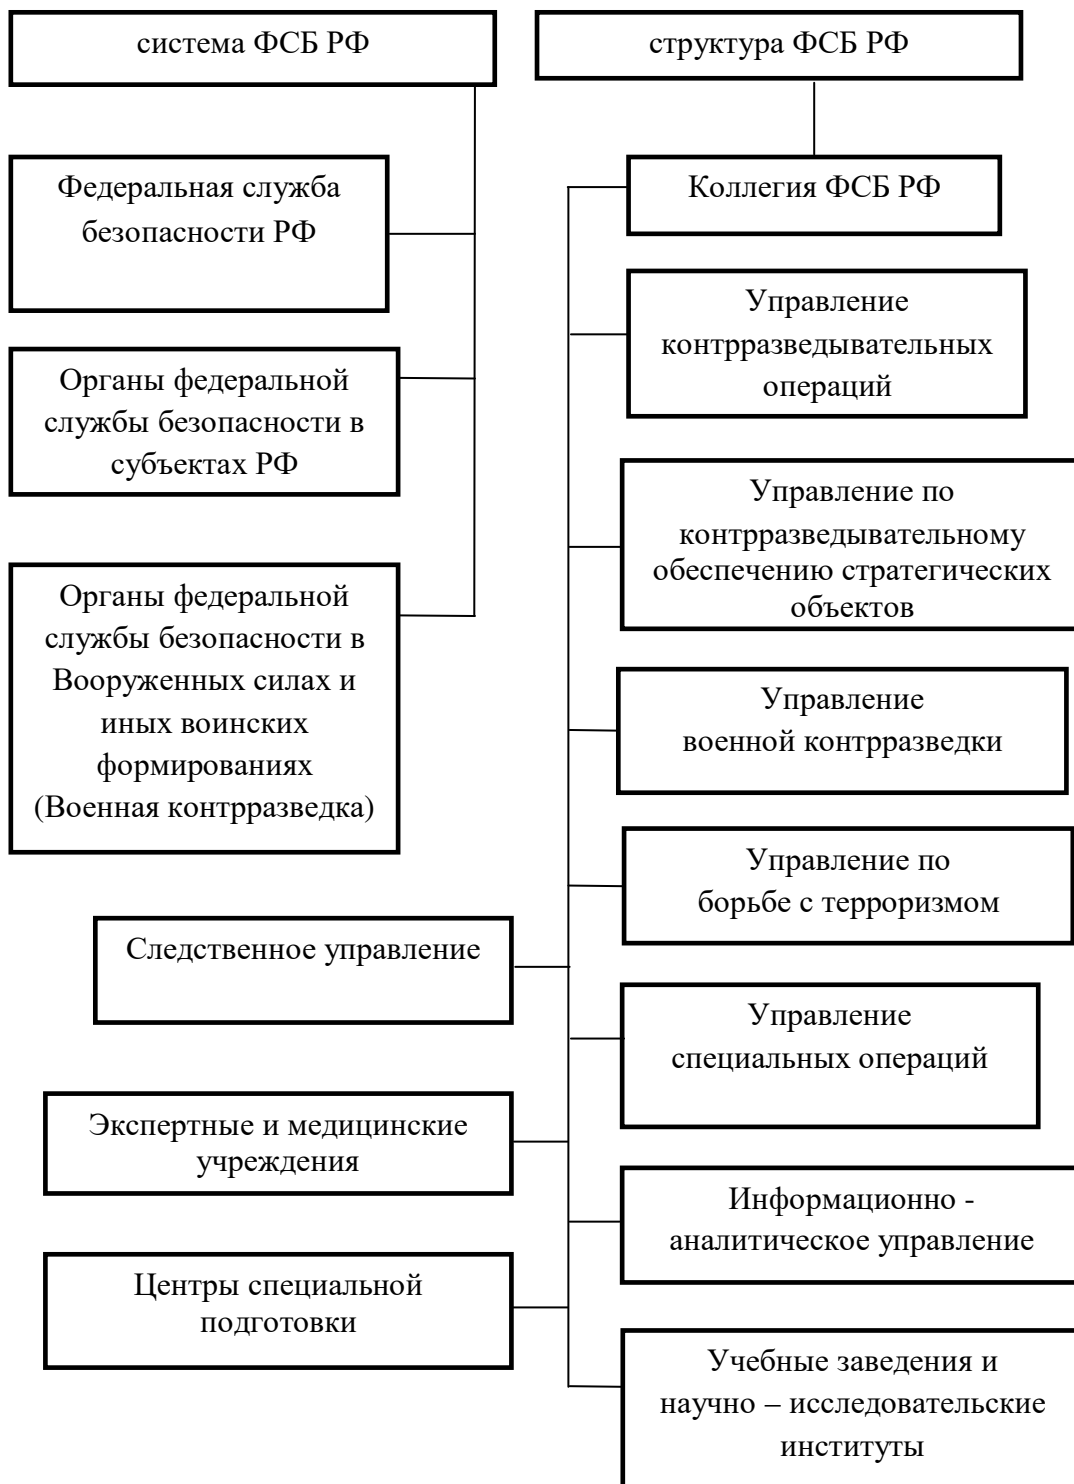 система ФСБ РФ
структура ФСБ РФ
Федеральная служба
безопасности РФ
Органы федеральной
службы безопасности в
субъектах РФ
Органы федеральной
службы безопасности в
Вооруженных силах и
иных воинских
формированиях
(Военная контрразведка)
Коллегия ФСБ РФ
Управление
контрразведывательных
операций
Управление по
контрразведывательному
обеспечению стратегических
объектов
Управление
военной контрразведки
Управление по
борьбе с терроризмом
Следственное управление
Управление
специальных операций
Экспертные и медицинские
учреждения
Информационно -
аналитическое управление
Центры специальной
подготовки
Учебные заведения и
научно – исследовательские
институты